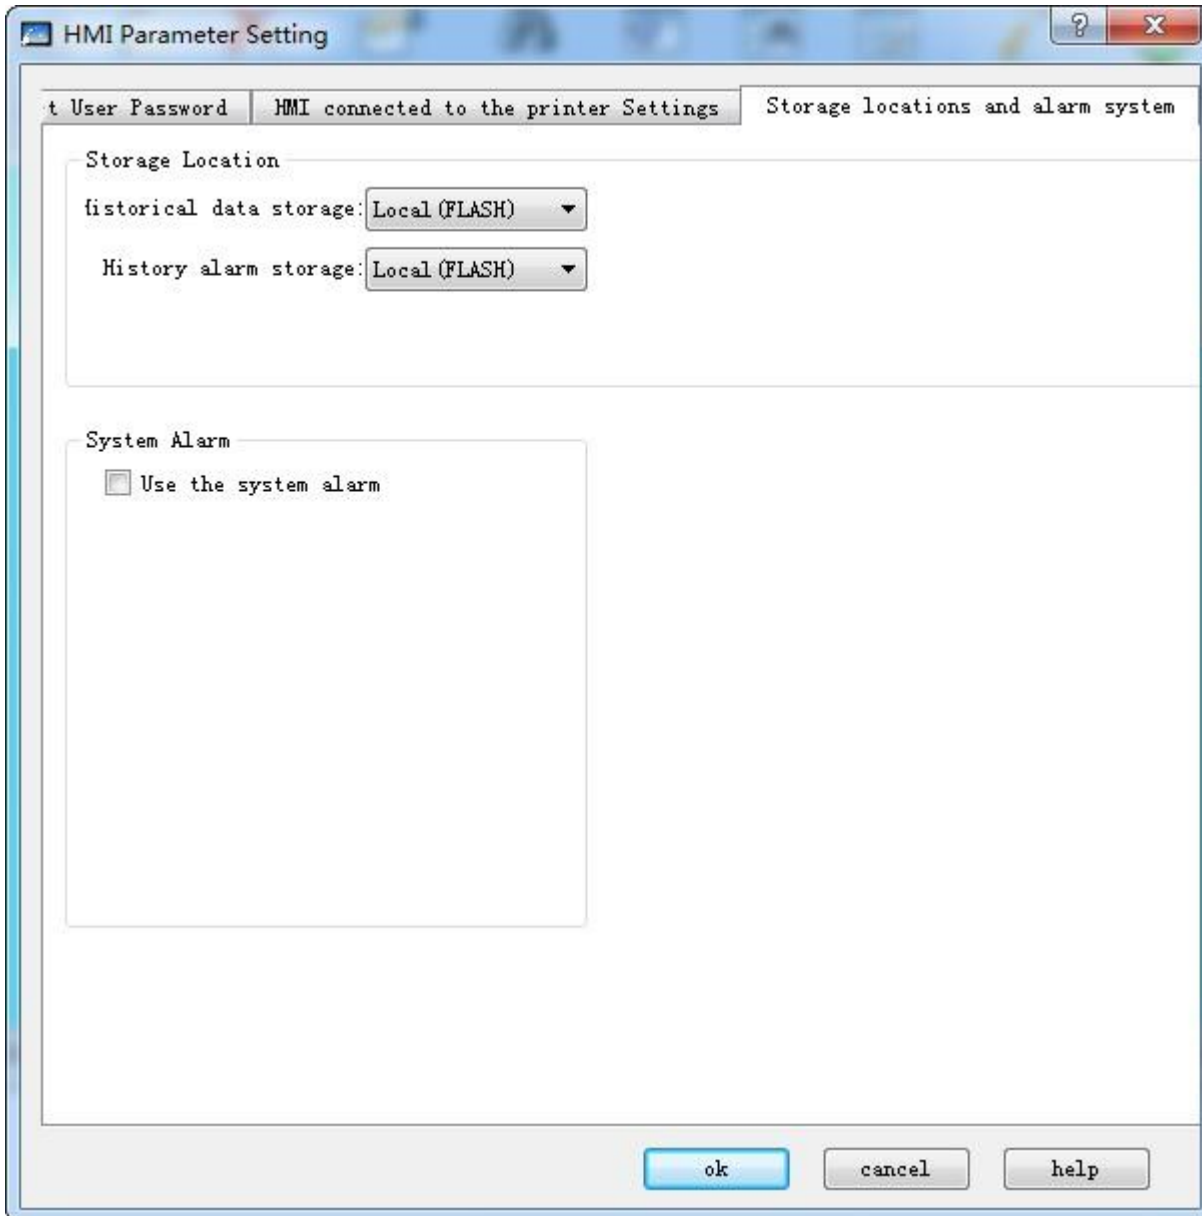 HMI Parameter Setting
t User Password
HMI connected to the printer Settings
Storage locations and alarm system
Storage Location
istorical data storage:
Local(FLASH)
History alarm storage:
Local(FLASH)
System Alarm
Use the system alarm
ok
cancel
help